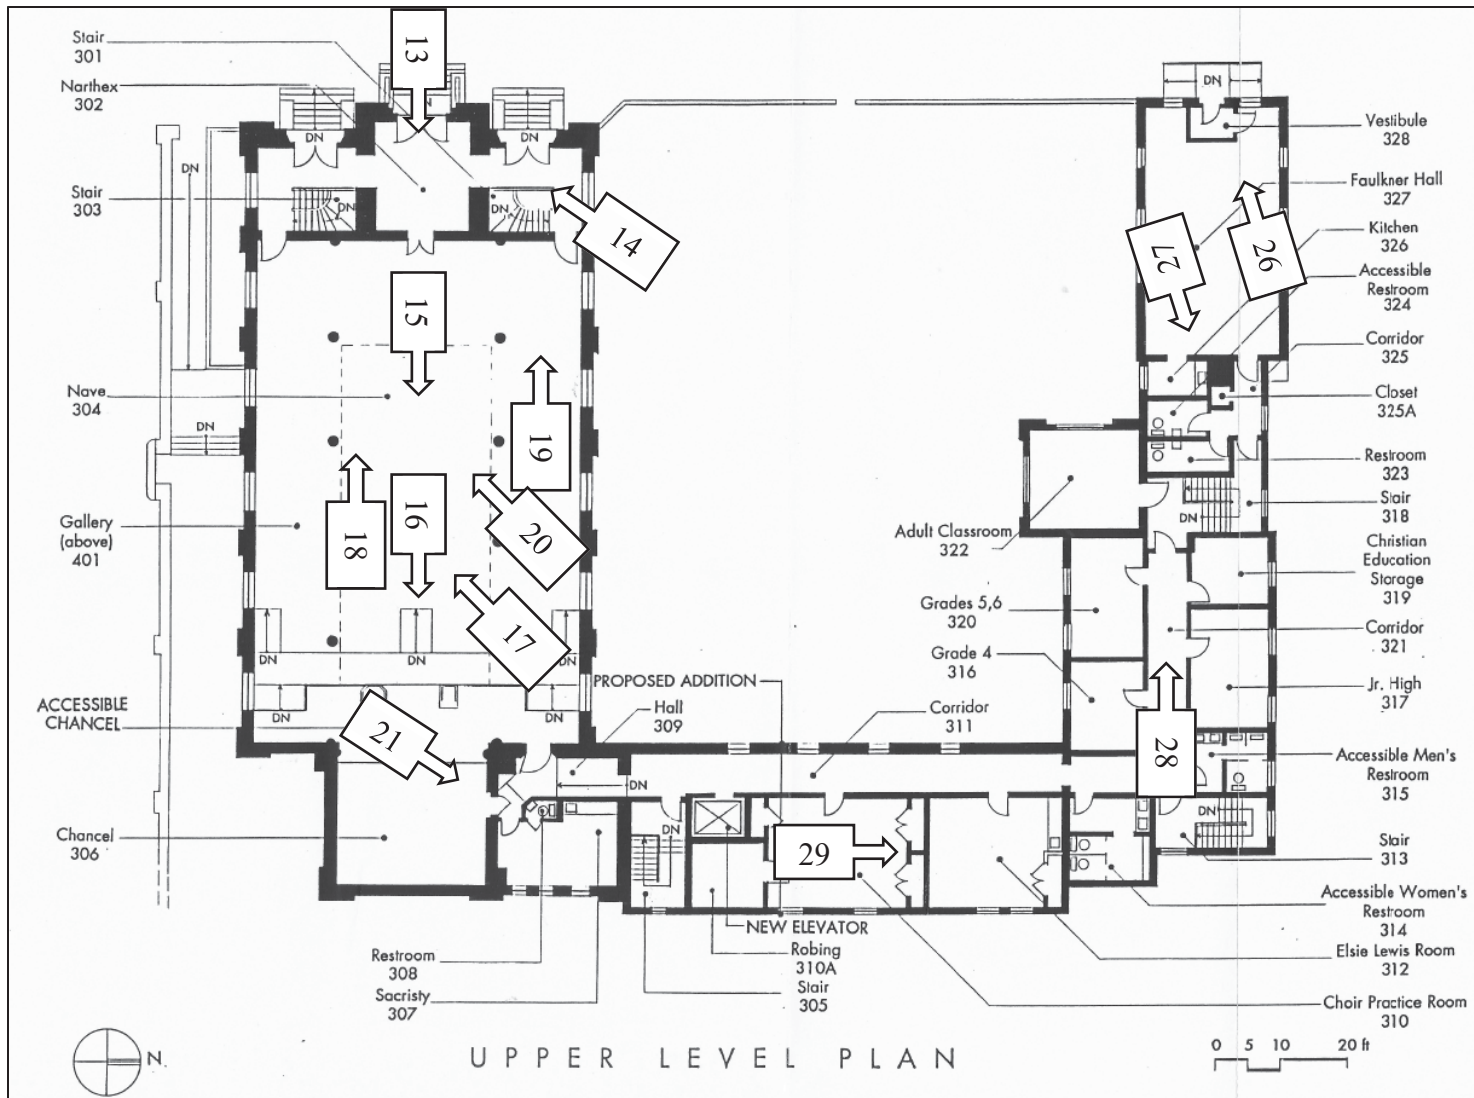 Stair
301
Narthex
302
Stair
303
Nave
304
Gallery
(above)
401
ACCESSIBLE
CHANCEL
Chancel
306
13
DN
DN
DN
DN
DN
DN
DN
14
15
16
17
18
19
20
21
DN
DN
DN
DN
DN
PROPOSED ADDITION
Hall
309
DN
Corridor
311
DN
29
NEW ELEVATOR
Robing
310A
Stair
305
Restroom
308
Sacristy
307
DN
Vestibule
328
Faulkner Hall
327
Kitchen
326
Accessible
Restroom
324
Corridor
325
Closet
325A
Restroom
323
Stair
318
Christian
Education
Storage
319
Corridor
321
Jr. High
317
Accessible Men's
Restroom
315
Stair
313
Accessible Women's
Restroom
314
Elsie Lewis Room
312
Choir Practice Room
310
27
26
Adult Classroom
322
DN
Grades 5,6
320
Grade 4
316
28
DN
N
UPPER LEVEL PLAN
0 5 10 20 ft